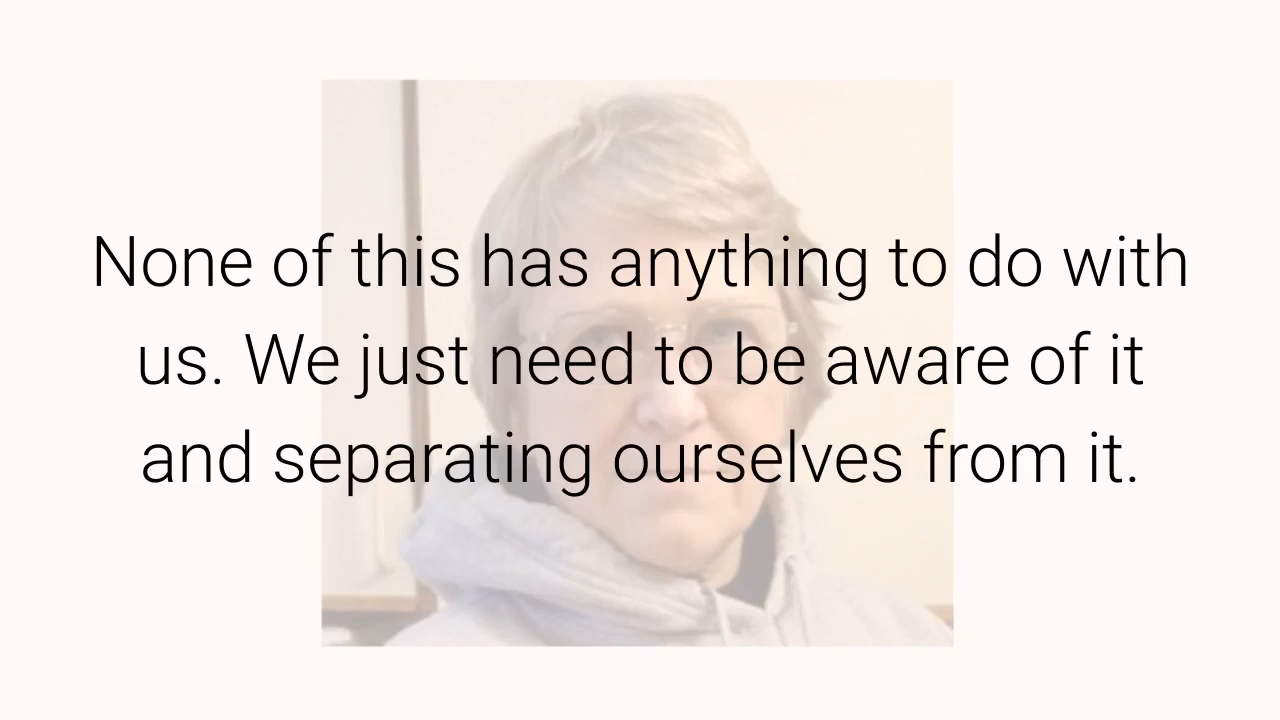 None of this has anything to do with
us. We just need to be aware of it
and separating ourselves from it.